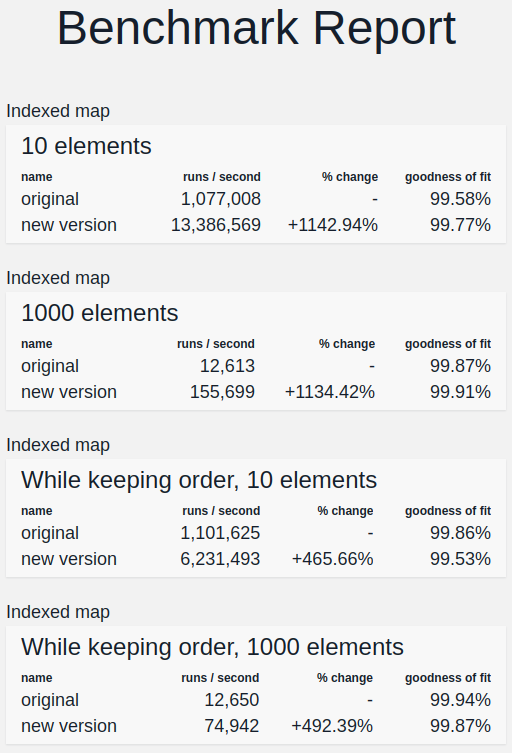 Benchmark Report
Indexed map
10 elements
name runs / second % change goodness of fit
original 1,077,008 - 99.58%
new version 13,386,569 +1142.94% 99.77%
Indexed map
1000 elements
name runs / second % change goodness of fit
original 12,613 - 99.87%
new version 155,699 +1134.42% 99.91%
Indexed map
While keeping order, 10 elements
name runs / second % change goodness of fit
original 1,101,625 - 99.86%
new version 6,231,493 +465.66% 99.53%
Indexed map
While keeping order, 1000 elements
name runs / second % change goodness of fit
original 12,650 - 99.94%
new version 74,942 +492.39% 99.87%